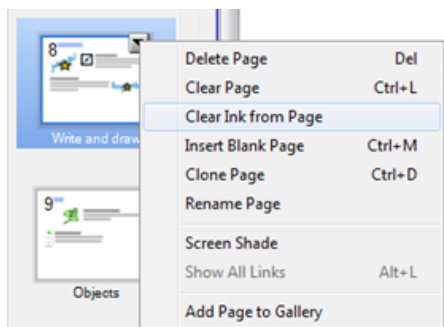 8
Write and draw
9
Objects
Delete Page Del
Clear Page Ctrl+L
Clear Ink from Page
Insert Blank Page Ctrl+M
Clone Page Ctrl+D
Rename Page
Screen Shade
Show All Links Alt+L
Add Page to Gallery